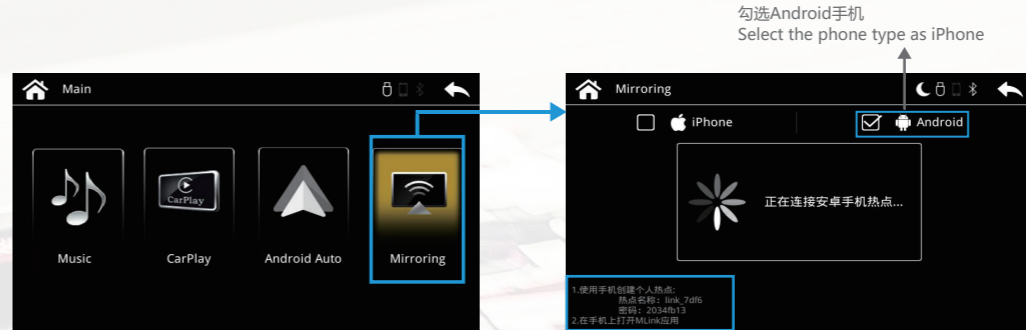 勾选Android手机
Select the phone type as iPhone
Main
CarPlay
Music
CarPlay
Android Auto
Mirroring
Mirroring
iPhone
Android
正在连接安卓手机热点...
1.使用手机创建个人热点:
热点名称: link_7df6
密码: 2034fb13
2.在手机上打开MLink应用